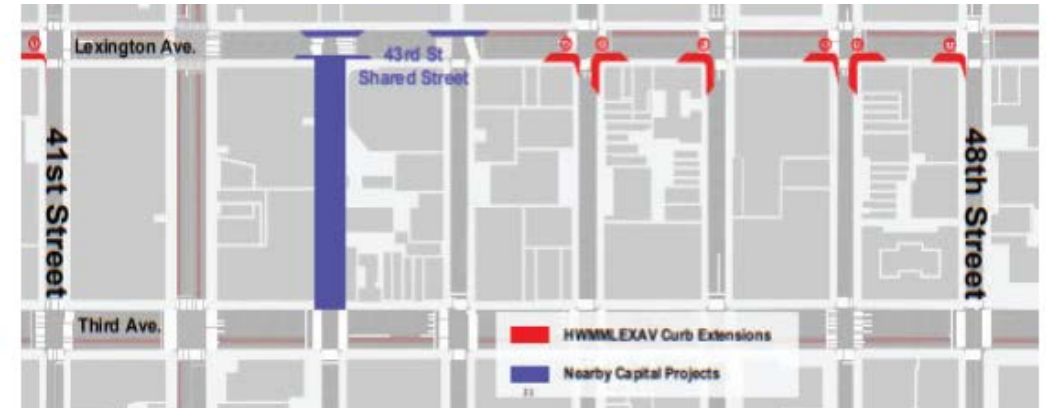 Lexington Ave.
43rd St
Shared Street
41st Street
48th Street
Third Ave.
HWMMLEXAV Curb Extensions
Nearby Capital Projects